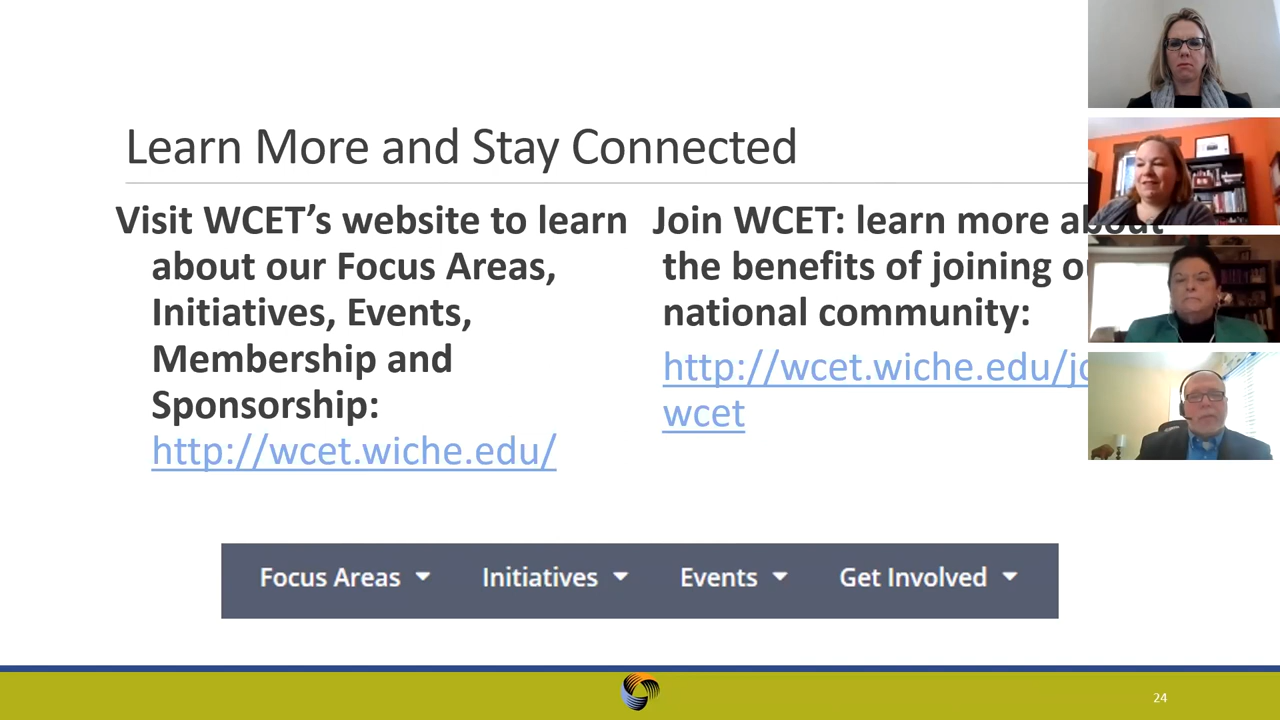 Learn More and Stay Connected
Visit WCET’s website to learn
about our Focus Areas,
Initiatives, Events,
Membership and
Sponsorship:
http://wcet.wiche.edu/
Join WCET: learn more about
the benefits of joining
national community:
http://wcet.wiche.edu/
wcet
Focus Areas Initiatives Events Get Involved
24